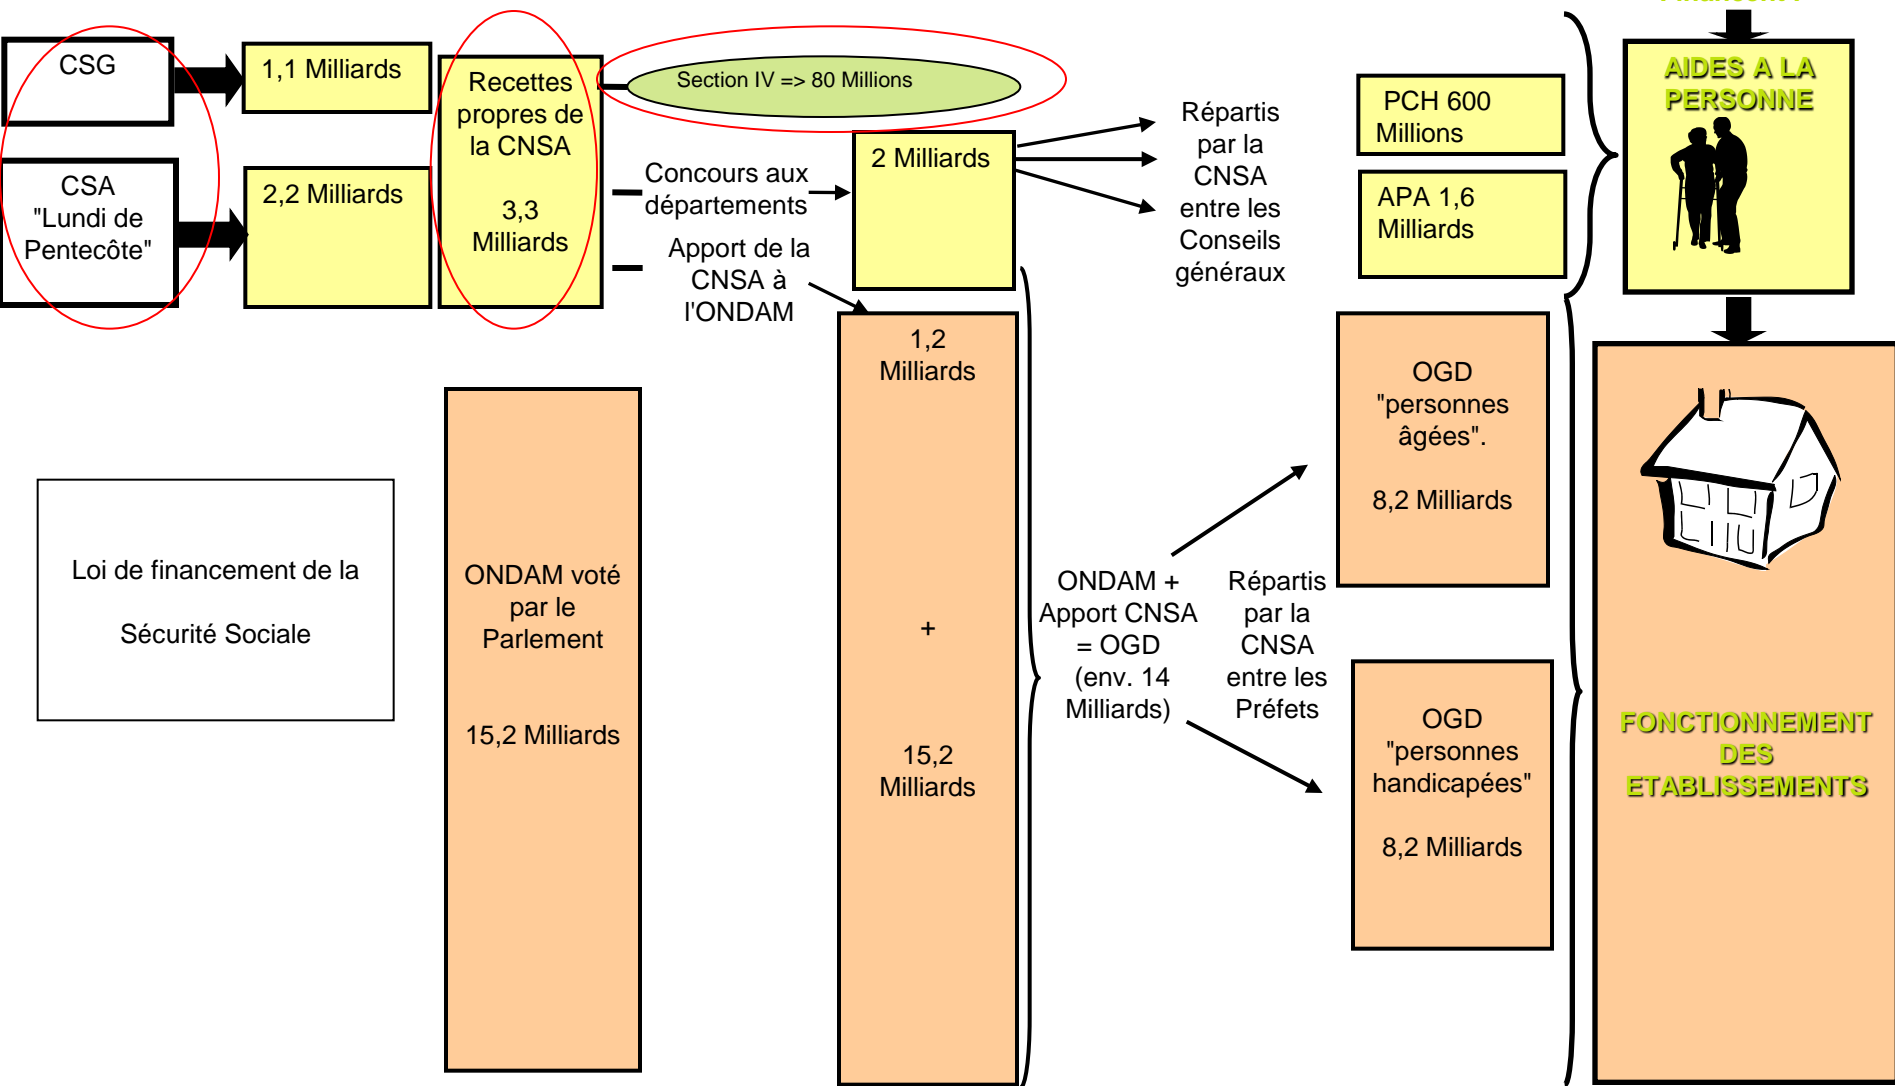 CSG
1,1 Milliards
CSA
"Lundi de
Pentecôte"
2,2 Milliards
Recettes
propres de
la CNSA
3,3
Milliards
Section IV => 80 Millions
Concours aux
départements
Apport de la
CNSA à
l'ONDAM
2 Milliards
Répartis
par la
CNSA
entre les
Conseils
généraux
PCH 600
Millions
APA 1,6
Milliards
AIDES A LA
PERSONNE
Loi de financement de la
Sécurité Sociale
ONDAM voté
par le
Parlement
15,2 Milliards
1,2
Milliards
+
15,2
Milliards
ONDAM +
Apport CNSA
= OGD
(env. 14
Milliards)
Répartis
par la
CNSA
entre les
Préfets
OGD
"personnes
âgées".
8,2 Milliards
OGD
"personnes
handicapées"
8,2 Milliards
FONCTIONNEMENT
DES
ETABLISSEMENTS